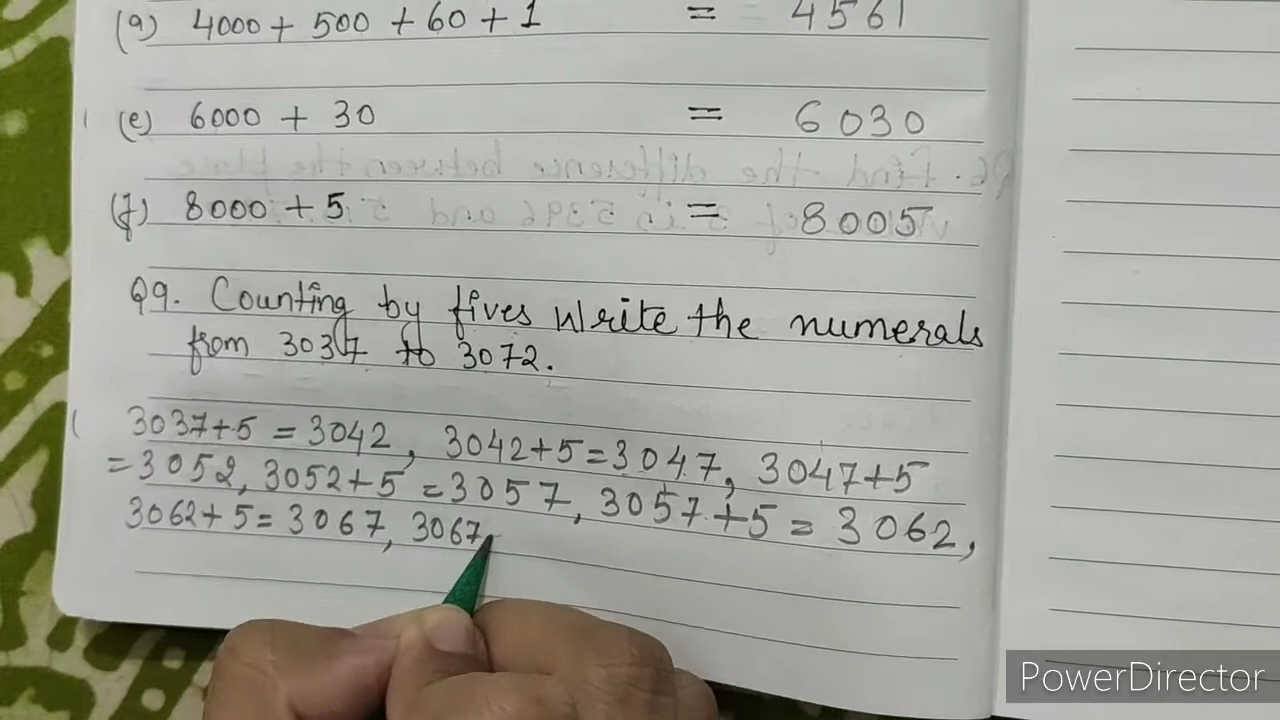 (d) 4000 + 500 + 60 + 1 = 4561
(e) 6000 + 30 = 6030
(f) 8000 + 5 = 8005
Q9. Counting by fives Write the numerals
from 3037 to 3072.
3037+5 = 3042, 3042+5=3047, 3047+5
=3052, 3052+5 =3057, 3057+5 = 3062,
3062+5=3067, 3067
PowerDirector